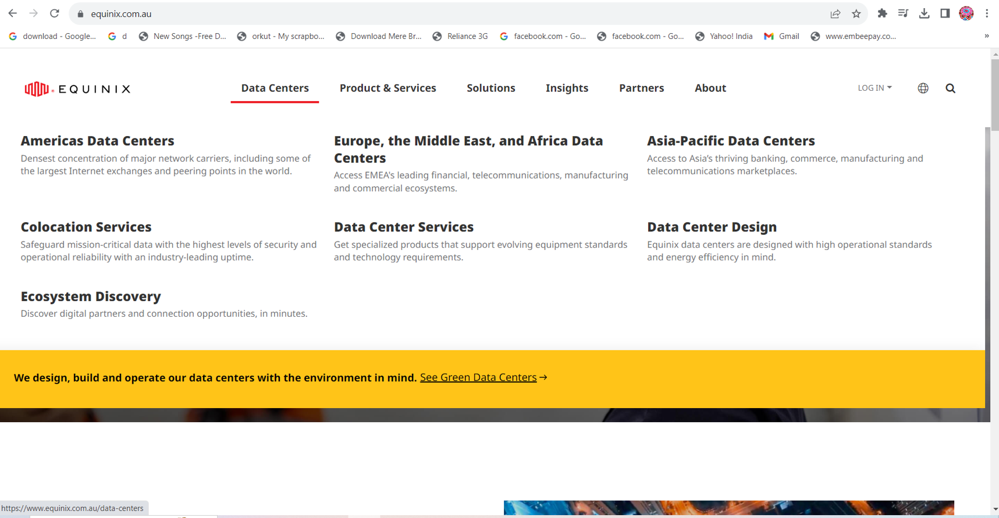 equinix.com.au
download - Google...
d
New Songs -Free D...
orkut - My scrapbo...
Download Mere Br...
Reliance 3G
facebook.com - Go...
facebook.com - Go...
Yahoo! India
Gmail
www.embeepay.co...
»
EQUINIX
Data Centers
Product & Services
Solutions
Insights
Partners
About
LOG IN
Americas Data Centers
Densest concentration of major network carriers, including some of
the largest Internet exchanges and peering points in the world.
Europe, the Middle East, and Africa Data
Centers
Access EMEA's leading financial, telecommunications, manufacturing
and commercial ecosystems.
Asia-Pacific Data Centers
Access to Asia’s thriving banking, commerce, manufacturing and
telecommunications marketplaces.
Colocation Services
Safeguard mission-critical data with the highest levels of security and
operational reliability with an industry-leading uptime.
Data Center Services
Get specialized products that support evolving equipment standards
and technology requirements.
Data Center Design
Equinix data centers are designed with high operational standards
and energy efficiency in mind.
Ecosystem Discovery
Discover digital partners and connection opportunities, in minutes.
We design, build and operate our data centers with the environment in mind. See Green Data Centers →
https://www.equinix.com.au/data-centers